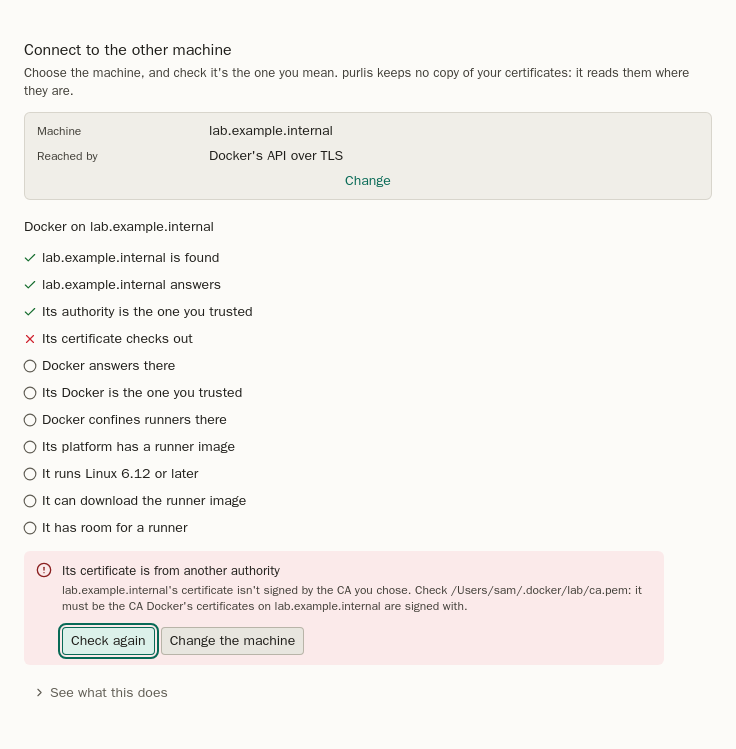 Connect to the other machine
Choose the machine, and check it's the one you mean. purlis keeps no copy of your certificates: it reads them where
they are.
Machine lab.example.internal
Reached by Docker's API over TLS
Change
Docker on lab.example.internal
lab.example.internal is found
lab.example.internal answers
Its authority is the one you trusted
Its certificate checks out
Docker answers there
Its Docker is the one you trusted
Docker confines runners there
Its platform has a runner image
It runs Linux 6.12 or later
It can download the runner image
It has room for a runner
Its certificate is from another authority
lab.example.internal's certificate isn't signed by the CA you chose. Check /Users/sam/.docker/lab/ca.pem: it
must be the CA Docker's certificates on lab.example.internal are signed with.
Check again Change the machine
See what this does